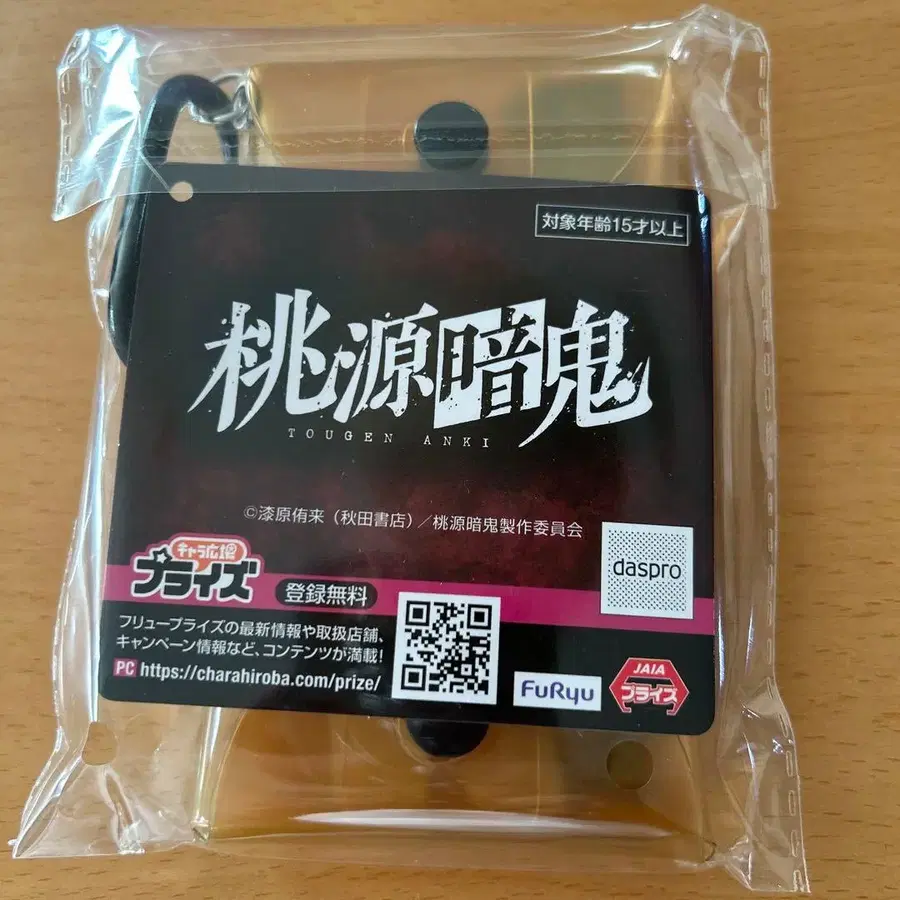 対象年齢15才以上
桃源暗鬼
TOUGEN ANKI
©漆原侑来（秋田書店）／桃源暗鬼製作委員会
daspro
キャラ広場
プライズ
登録無料
フリュープライズの最新情報や取扱店舗、
キャンペーン情報など、コンテンツが満載!
PC https://charahiroba.com/prize/
FuRyu
JAIA
プライズ